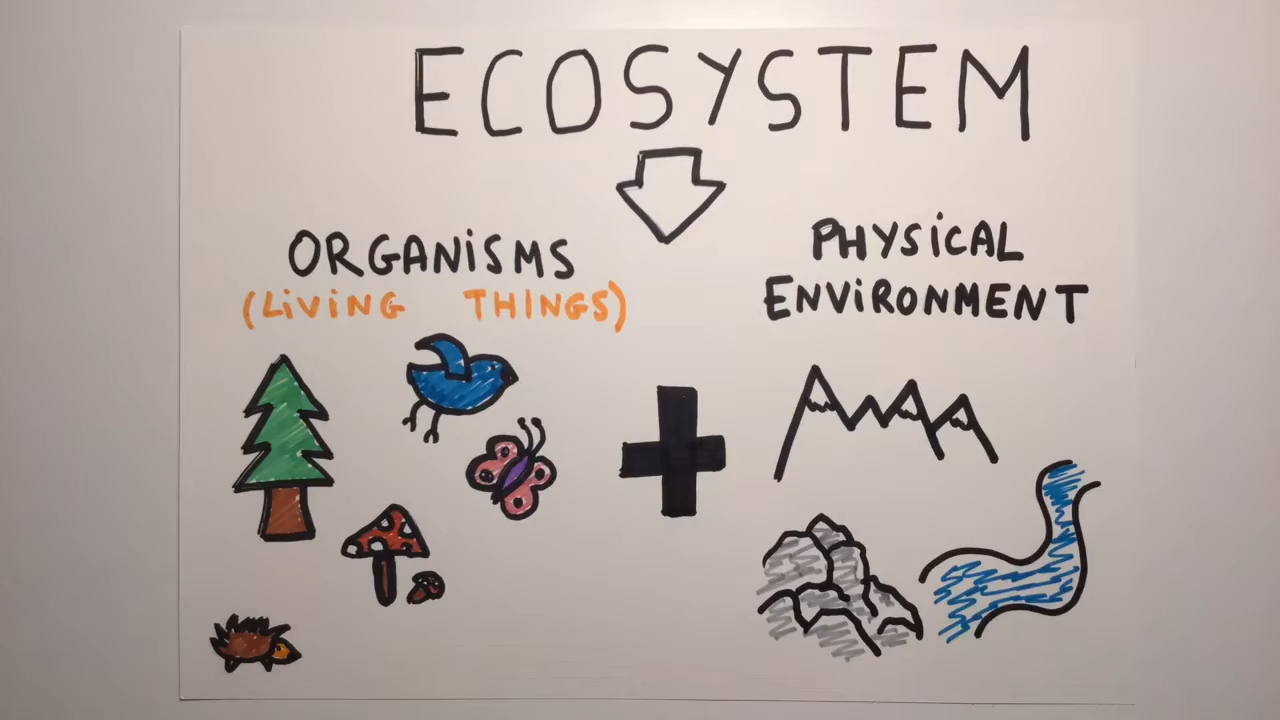 ECOSYSTEM
ORGANiSMS
(LiViNG THiNGS)
PHYSiCAL
ENViRONMENT